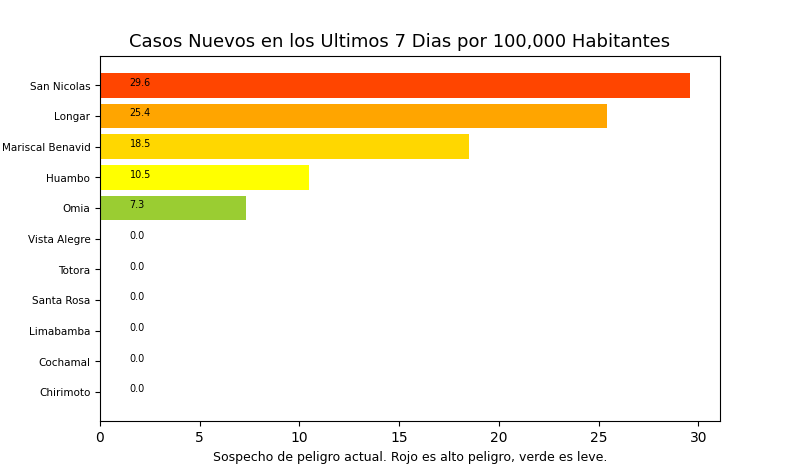 Casos Nuevos en los Ultimos 7 Dias por 100,000 Habitantes
San Nicolas 29.6
Longar 25.4
Mariscal Benavid 18.5
Huambo 10.5
Omia 7.3
Vista Alegre 0.0
Totora 0.0
Santa Rosa 0.0
Limabamba 0.0
Cochamal 0.0
Chirimoto 0.0
0 5 10 15 20 25 30
Sospecho de peligro actual. Rojo es alto peligro, verde es leve.